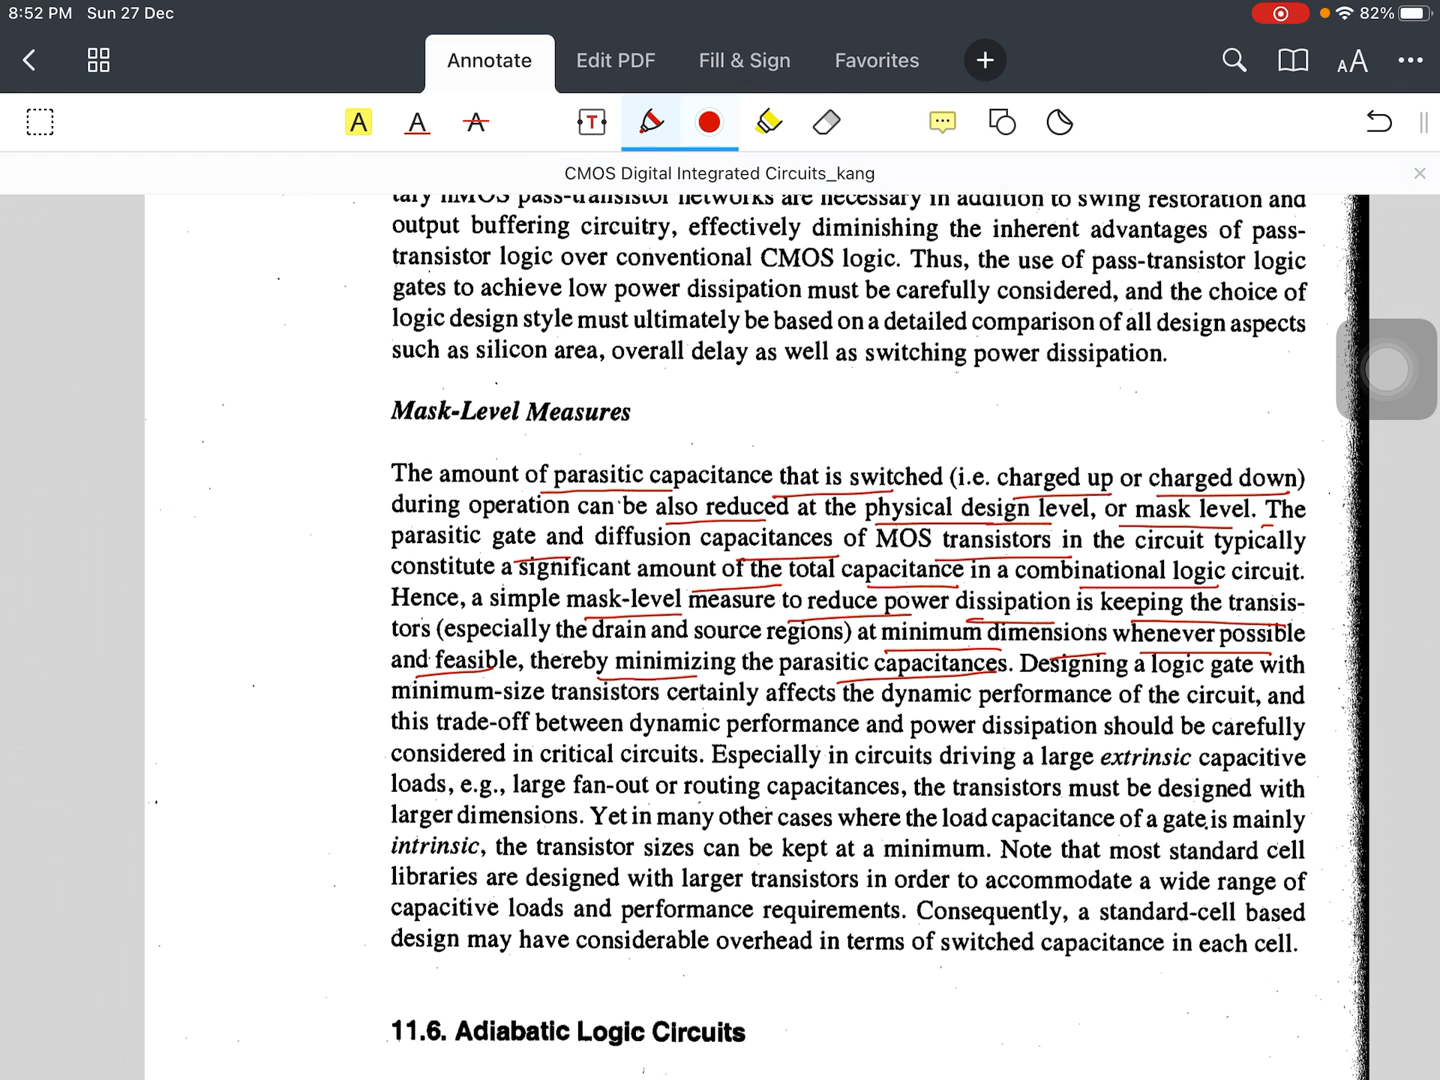 8:52 PM Sun 27 Dec
82%
Annotate
Edit PDF
Fill & Sign
Favorites
AA
A
A
A
T
CMOS Digital Integrated Circuits_kang
tary nMOS pass-transistor networks are necessary in addition to swing restoration and
output buffering circuitry, effectively diminishing the inherent advantages of pass-
transistor logic over conventional CMOS logic. Thus, the use of pass-transistor logic
gates to achieve low power dissipation must be carefully considered, and the choice of
logic design style must ultimately be based on a detailed comparison of all design aspects
such as silicon area, overall delay as well as switching power dissipation.
Mask-Level Measures
The amount of parasitic capacitance that is switched (i.e. charged up or charged down)
during operation can be also reduced at the physical design level, or mask level. The
parasitic gate and diffusion capacitances of MOS transistors in the circuit typically
constitute a significant amount of the total capacitance in a combinational logic circuit.
Hence, a simple mask-level measure to reduce power dissipation is keeping the transis-
tors (especially the drain and source regions) at minimum dimensions whenever possible
and feasible, thereby minimizing the parasitic capacitances. Designing a logic gate with
minimum-size transistors certainly affects the dynamic performance of the circuit, and
this trade-off between dynamic performance and power dissipation should be carefully
considered in critical circuits. Especially in circuits driving a large extrinsic capacitive
loads, e.g., large fan-out or routing capacitances, the transistors must be designed with
larger dimensions. Yet in many other cases where the load capacitance of a gate is mainly
intrinsic, the transistor sizes can be kept at a minimum. Note that most standard cell
libraries are designed with larger transistors in order to accommodate a wide range of
capacitive loads and performance requirements. Consequently, a standard-cell based
design may have considerable overhead in terms of switched capacitance in each cell.
11.6. Adiabatic Logic Circuits